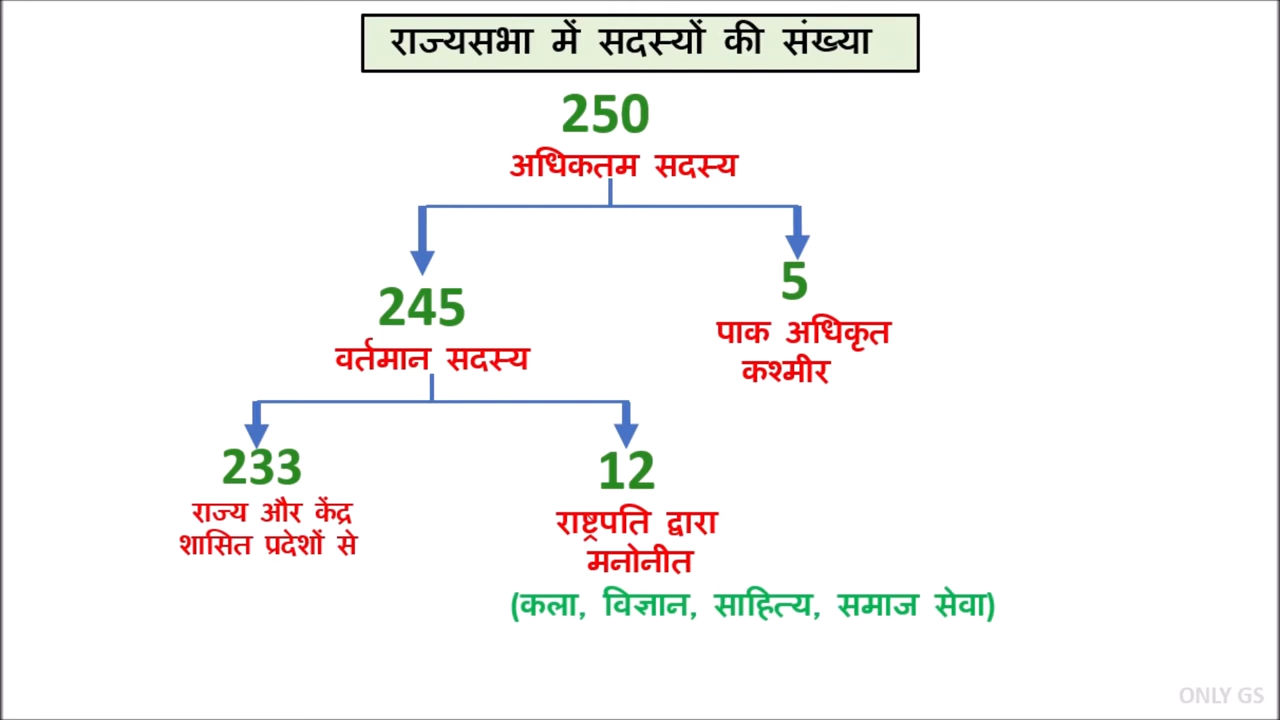 राज्यसभा में सदस्यों की संख्या
250
अधिकतम सदस्य
245
वर्तमान सदस्य
5
पाक अधिकृत
कश्मीर
233
राज्य और केंद्र
शासित प्रदेशों से
12
राष्ट्रपति द्वारा
मनोनीत
(कला, विज्ञान, साहित्य, समाज सेवा)
ONLY GS